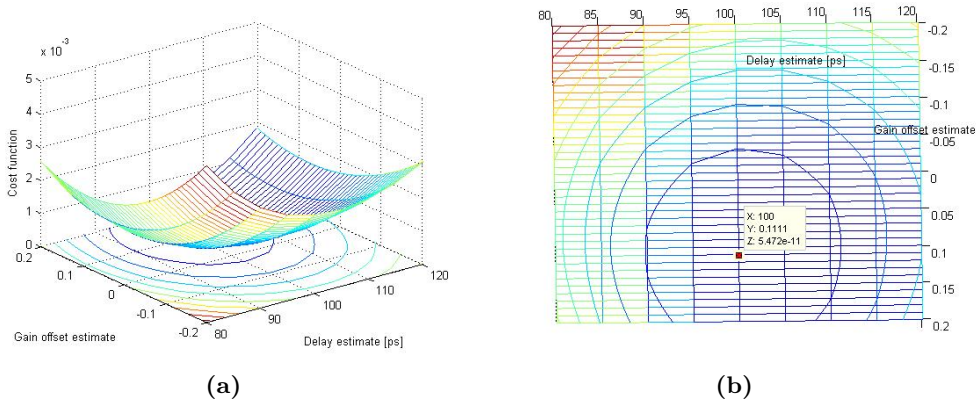 x 10⁻³
5
4
3
2
1
0
Cost function
0.2
0.1
0
-0.1
-0.2
Gain offset estimate
80
90
100
110
120
Delay estimate [ps]
(a)
80 85 90 95 100 105 110 115 120
-0.2
Delay estimate [ps]
-0.15
-0.1
Gain offset estimate
-0.05
0
0.05
0.1
0.15
0.2
X: 100
Y: 0.1111
Z: 5.472e-11
(b)